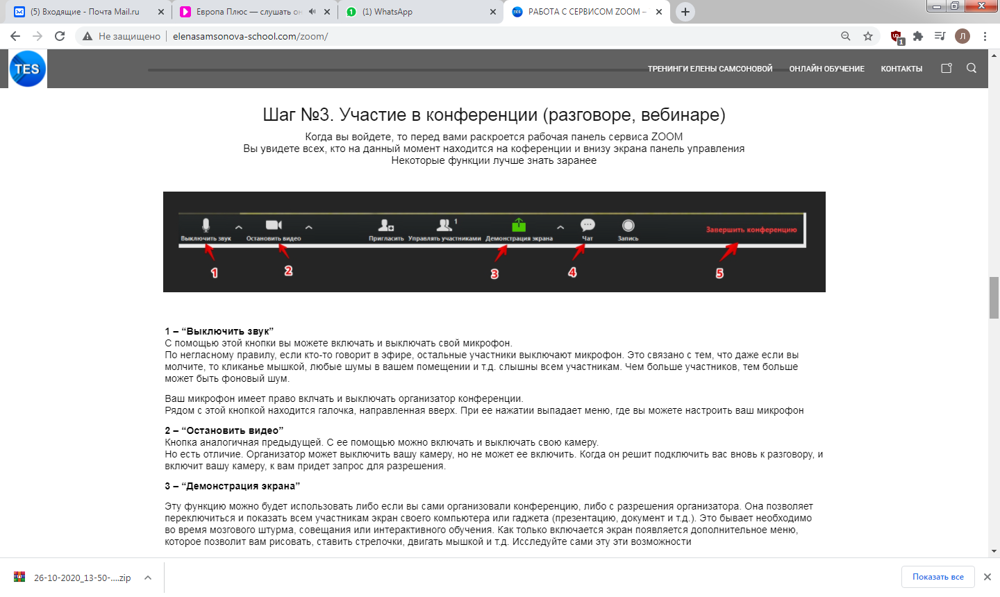 (5) Входящие - Почта Mail.ru
Европа Плюс — слушать он
(1) WhatsApp
РАБОТА С СЕРВИСОМ ZOOM –
Не защищено
elenasamsonova-school.com/zoom/
1
Л
TES
ТРЕНИНГИ ЕЛЕНЫ САМСОНОВОЙ
ОНЛАЙН ОБУЧЕНИЕ
КОНТАКТЫ
Шаг №3. Участие в конференции (разговоре, вебинаре)
Когда вы войдете, то перед вами раскроется рабочая панель сервиса ZOOM
Вы увидете всех, кто на данный момент находится на коференции и внизу экрана панель управления
Некоторые функции лучше знать заранее
1
Выключить звук
Остановить видео
Пригласить
Управлять участниками
Демонстрация экрана
Чат
Запись
Завершить конференцию
1
2
3
4
5
1 – “Выключить звук”
С помощью этой кнопки вы можете включать и выключать свой микрофон.
По негласному правилу, если кто-то говорит в эфире, остальные участники выключают микрофон. Это связано с тем, что даже если вы
молчите, то кликанье мышкой, любые шумы в вашем помещении и т.д. слышны всем участникам. Чем больше участников, тем больше
может быть фоновый шум.
Ваш микрофон имеет право вклчать и выключать организатор конференции.
Рядом с этой кнопкой находится галочка, направленная вверх. При ее нажатии выпадает меню, где вы можете настроить ваш микрофон
2 – “Остановить видео”
Кнопка аналогичная предыдущей. С ее помощью можно включать и выключать свою камеру.
Но есть отличие. Организатор может выключить вашу камеру, но не может ее включить. Когда он решит подключить вас вновь к разговору, и
включит вашу камеру, к вам придет запрос для разрешения.
3 – “Демонстрация экрана”
Эту функцию можно будет использовать либо если вы сами организовали конференцию, либо с разрешения организатора. Она позволяет
переключиться и показать всем участникам экран своего компьютера или гаджета (презентацию, документ и т.д.). Это бывает необходимо
во время мозгового штурма, совещания или интерактивного обучения. Как только включается экран появляется дополнительное меню,
которое позволит вам рисовать, ставить стрелочки, двигать мышкой и т.д. Исследуйте сами эту эти возможности
26-10-2020_13-50-....zip
Показать все